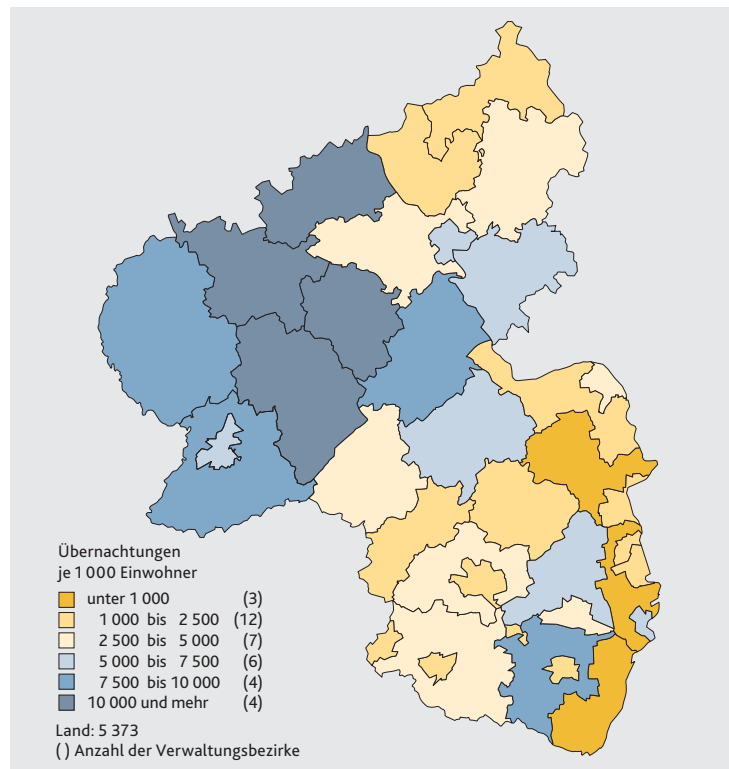 Übernachtungen
je 1 000 Einwohner
unter 1 000 (3)
1 000 bis 2 500 (12)
2 500 bis 5 000 (7)
5 000 bis 7 500 (6)
7 500 bis 10 000 (4)
10 000 und mehr (4)
Land: 5 373
( ) Anzahl der Verwaltungsbezirke